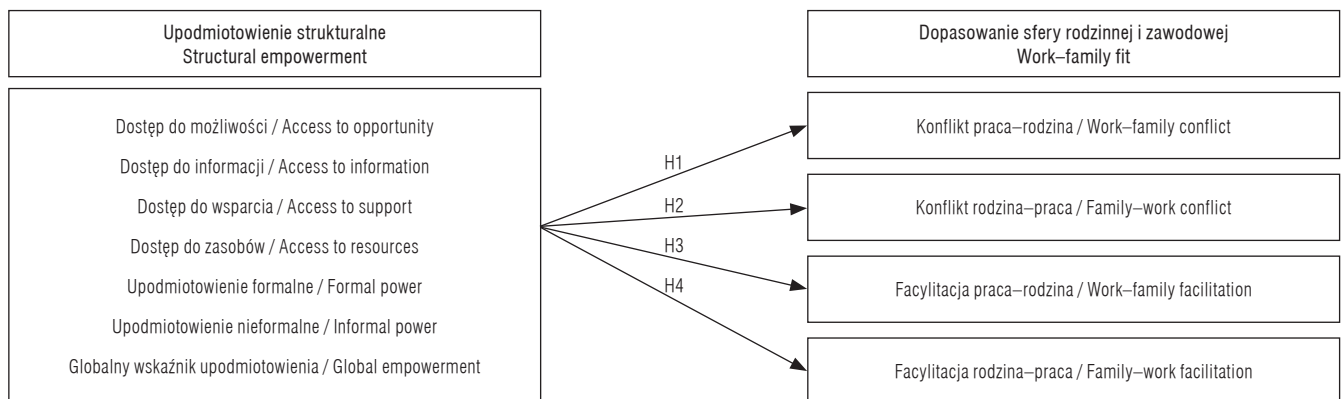 Upodmiotowienie strukturalne
Structural empowerment
Dostęp do możliwości / Access to opportunity
Dostęp do informacji / Access to information
Dostęp do wsparcia / Access to support
Dostęp do zasobów / Access to resources
Upodmiotowienie formalne / Formal power
Upodmiotowienie nieformalne / Informal power
Globalny wskaźnik upodmiotowienia / Global empowerment
H1
H2
H3
H4
Dopasowanie sfery rodzinnej i zawodowej
Work–family fit
Konflikt praca–rodzina / Work–family conflict
Konflikt rodzina–praca / Family–work conflict
Facylitacja praca–rodzina / Work–family facilitation
Facylitacja rodzina–praca / Family–work facilitation